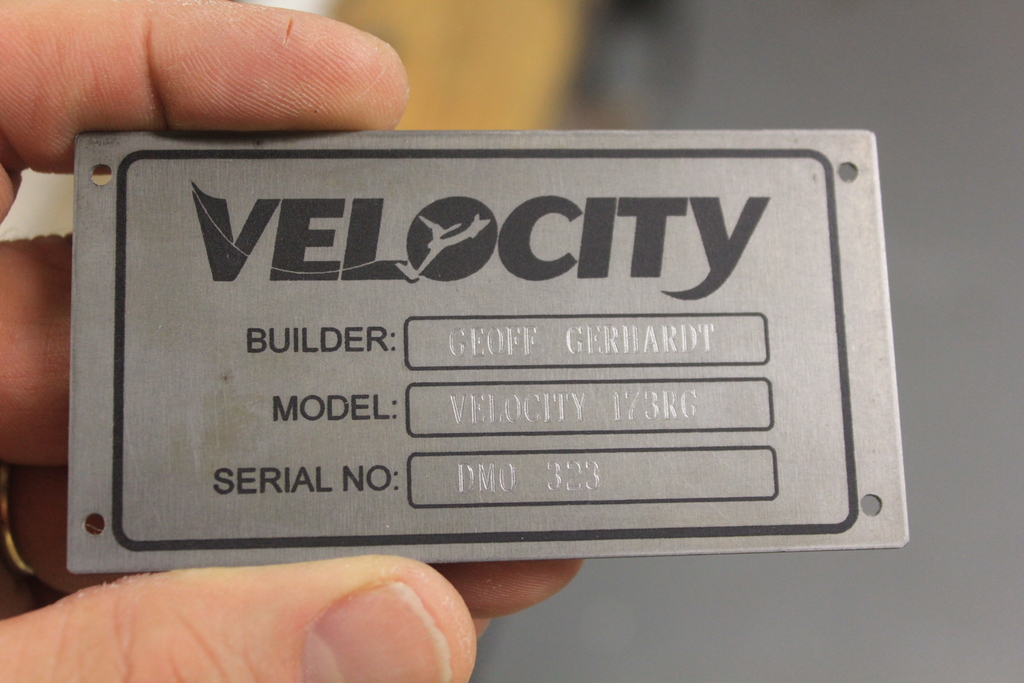 VELOCITY
BUILDER: GEOFF GERHARDT
MODEL: VELOCITY 173RG
SERIAL NO: DMO 323